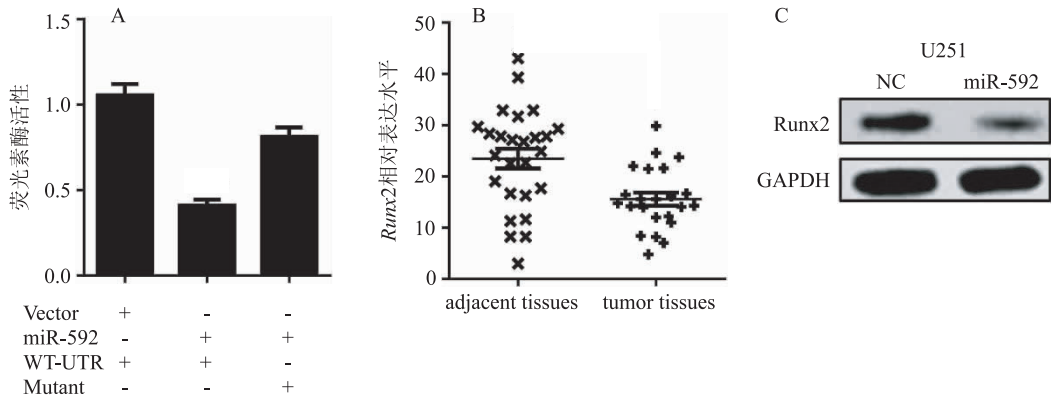 A
荧光素酶活性
1.5
1.0
0.5
0.0
Vector + - -
miR-592 - + +
WT-UTR + + -
Mutant - - +
B
Runx2相对表达水平
50
40
30
20
10
0
adjacent tissues tumor tissues
C
U251
NC miR-592
Runx2
GAPDH